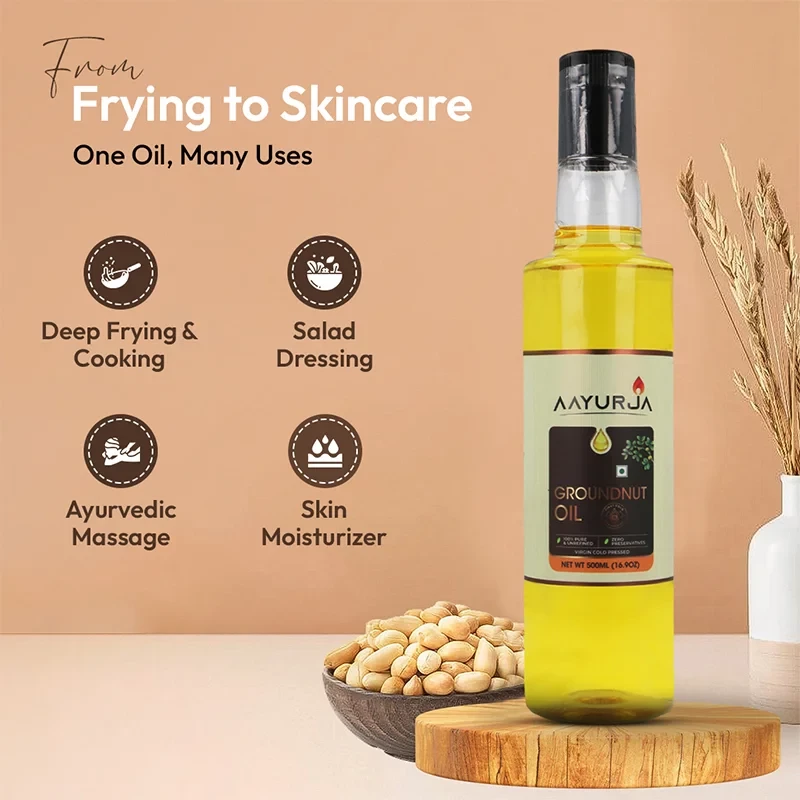 From
Frying to Skincare
One Oil, Many Uses
Deep Frying &
Cooking
Salad
Dressing
Ayurvedic
Massage
Skin
Moisturizer
AAYURJA
GROUNDNUT
OIL
100% PURE
& UNREFINED
ZERO
PRESERVATIVES
VIRGIN COLD PRESSED
NET WT 500ML (16.9OZ)